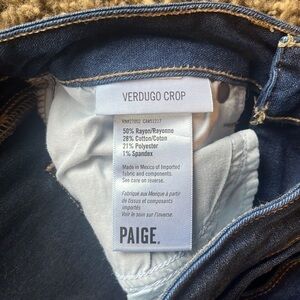 VERDUGO CROP
50% Rayon/Rayonne
28% Cotton/Coton
21% Polyester
1% Spandex
Made in Mexico of Imported
fabric and components.
See care on reverse.
Fabriqué aux Mexique à partir
de tissus et composants
importés
Voir le soin sur l'inverse.
PAIGE.